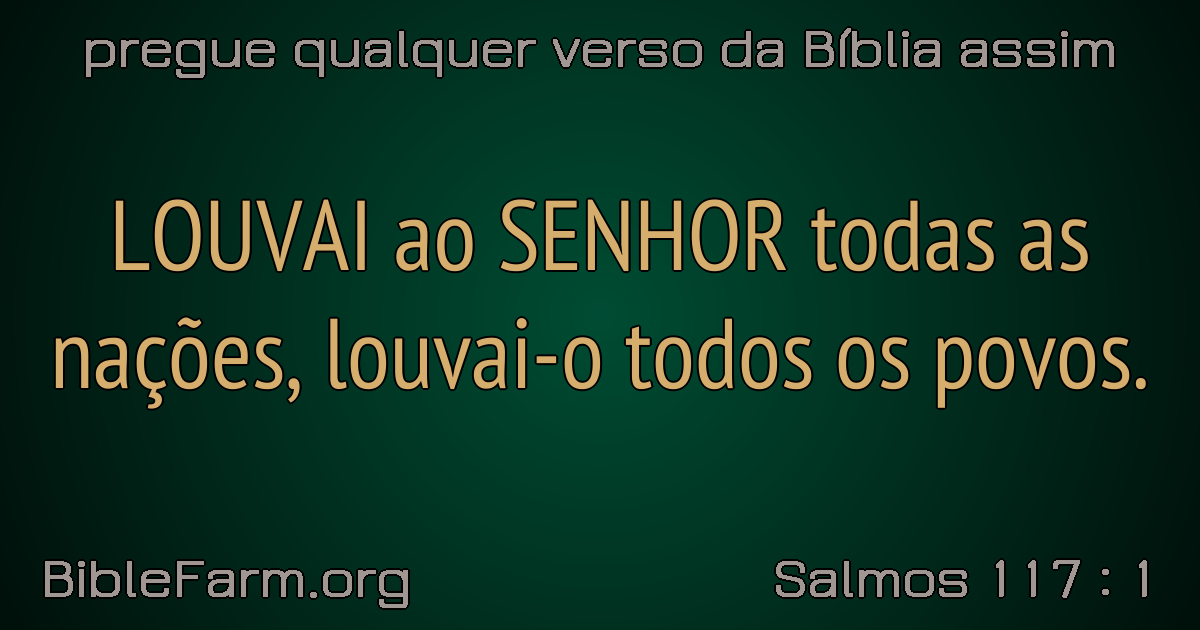 pregue qualquer verso da Bíblia assim
LOUVAI ao SENHOR todas as
nações, louvai-o todos os povos.
BibleFarm.org
Salmos 117 : 1